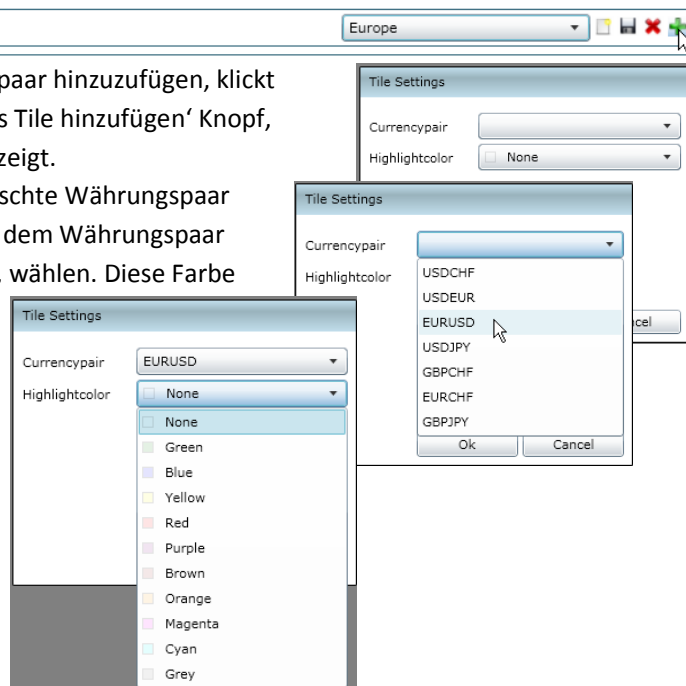 Europe
paar hinzuzufügen, klickt
s Tile hinzufügen‘ Knopf,
zeigt.
schte Währungspaar
dem Währungspaar
wählen. Diese Farbe
Tile Settings
Currencypair
Highlightcolor None
Tile Settings
Currencypair
Highlightcolor
USDCHF
USDEUR
EURUSD
USDJPY
GBPCHF
EURCHF
GBPJPY
Ok Cancel
ncel
Tile Settings
Currencypair EURUSD
Highlightcolor None
None
Green
Blue
Yellow
Red
Purple
Brown
Orange
Magenta
Cyan
Grey